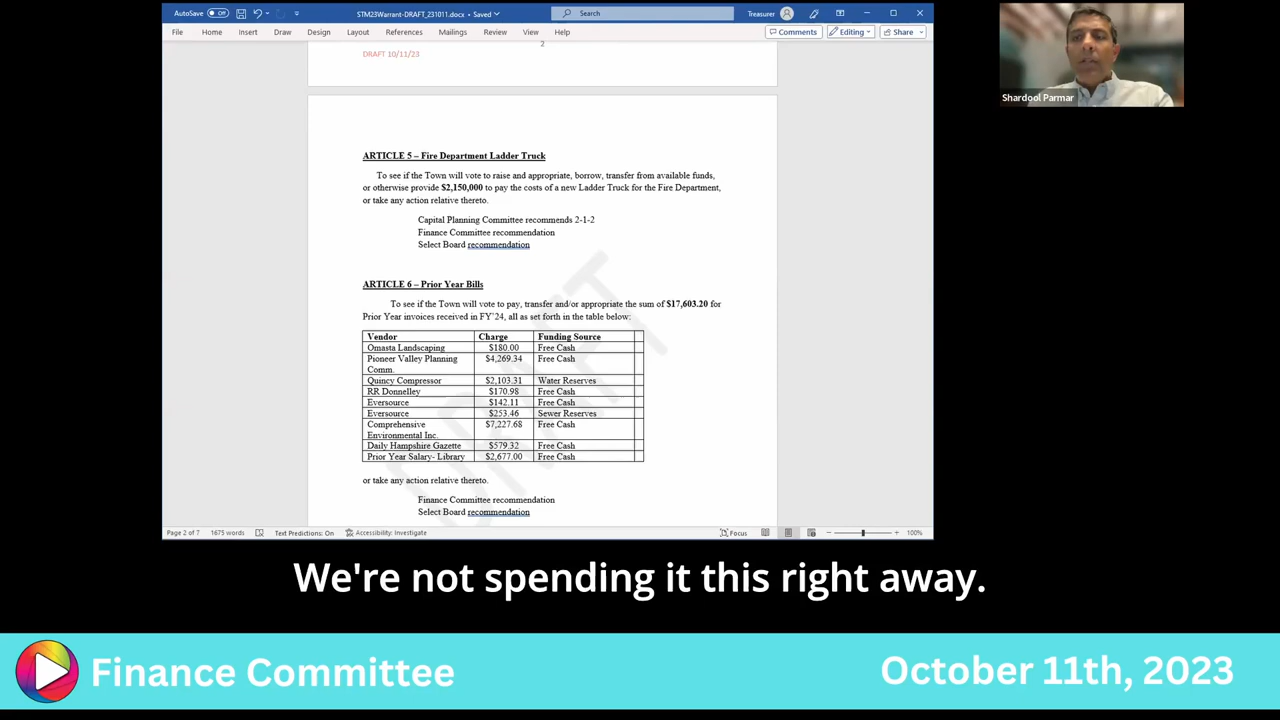 AutoSave Off STM23Warrant-DRAFT_231011.docx • Saved Search Treasurer
File Home Insert Draw Design Layout References Mailings Review View Help Comments Editing Share
2
DRAFT 10/11/23
ARTICLE 5 – Fire Department Ladder Truck
To see if the Town will vote to raise and appropriate, borrow, transfer from available funds,
or otherwise provide $2,150,000 to pay the costs of a new Ladder Truck for the Fire Department,
or take any action relative thereto.
Capital Planning Committee recommends 2-1-2
Finance Committee recommendation
Select Board recommendation
ARTICLE 6 – Prior Year Bills
To see if the Town will vote to pay, transfer and/or appropriate the sum of $17,603.20 for
Prior Year invoices received in FY'24, all as set forth in the table below:
Vendor Charge Funding Source
Omasta Landscaping $180.00 Free Cash
Pioneer Valley Planning $4,269.34 Free Cash
Comm.
Quincy Compressor $2,103.31 Water Reserves
RR Donnelley $170.98 Free Cash
Eversource $142.11 Free Cash
Eversource $253.46 Sewer Reserves
Comprehensive $7,227.68 Free Cash
Environmental Inc.
Daily Hampshire Gazette $579.32 Free Cash
Prior Year Salary- Library $2,677.00 Free Cash
or take any action relative thereto.
Finance Committee recommendation
Select Board recommendation
DRAFT
Page 2 of 7 1675 words Text Predictions: On Accessibility: Investigate Focus 100%
Shardool Parmar
We're not spending it this right away.
Finance Committee
October 11th, 2023